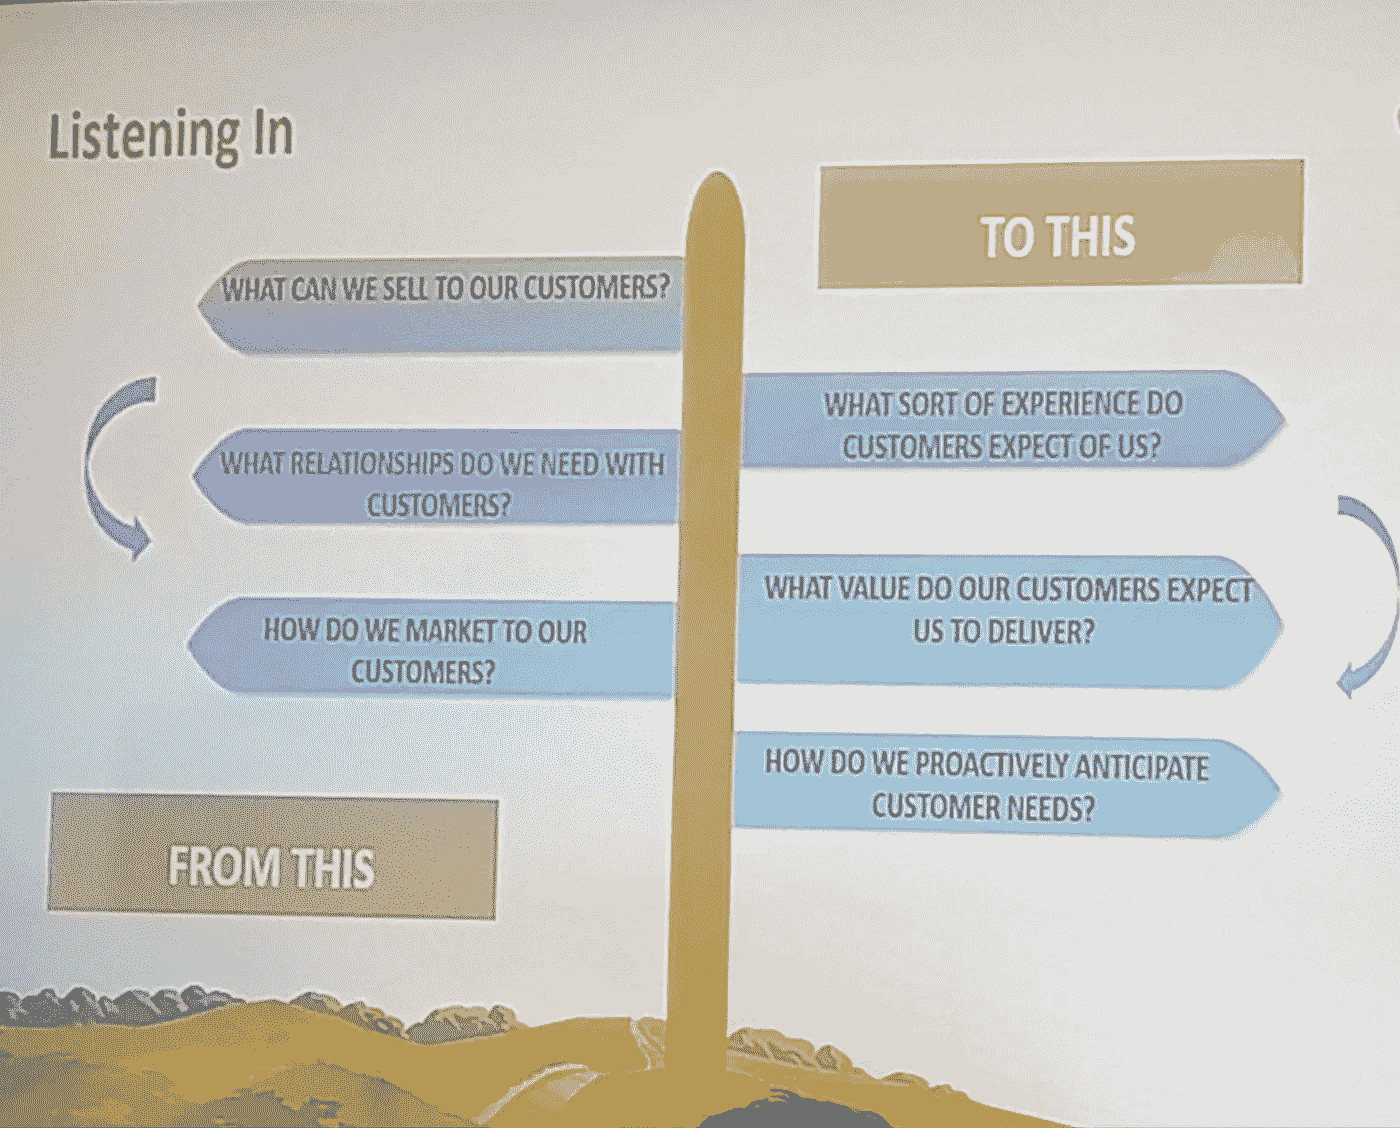 Listening In
TO THIS
WHAT CAN WE SELL TO OUR CUSTOMERS?
WHAT SORT OF EXPERIENCE DO
CUSTOMERS EXPECT OF US?
WHAT RELATIONSHIPS DO WE NEED WITH
CUSTOMERS?
WHAT VALUE DO OUR CUSTOMERS EXPECT
US TO DELIVER?
HOW DO WE MARKET TO OUR
CUSTOMERS?
HOW DO WE PROACTIVELY ANTICIPATE
CUSTOMER NEEDS?
FROM THIS